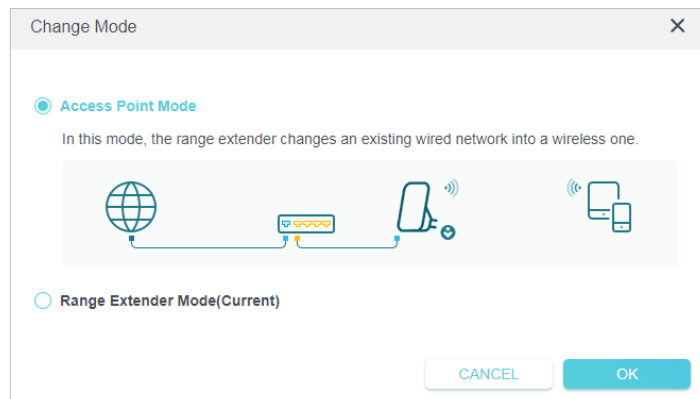 Change Mode
Access Point Mode
In this mode, the range extender changes an existing wired network into a wireless one.
Range Extender Mode(Current)
CANCEL
OK